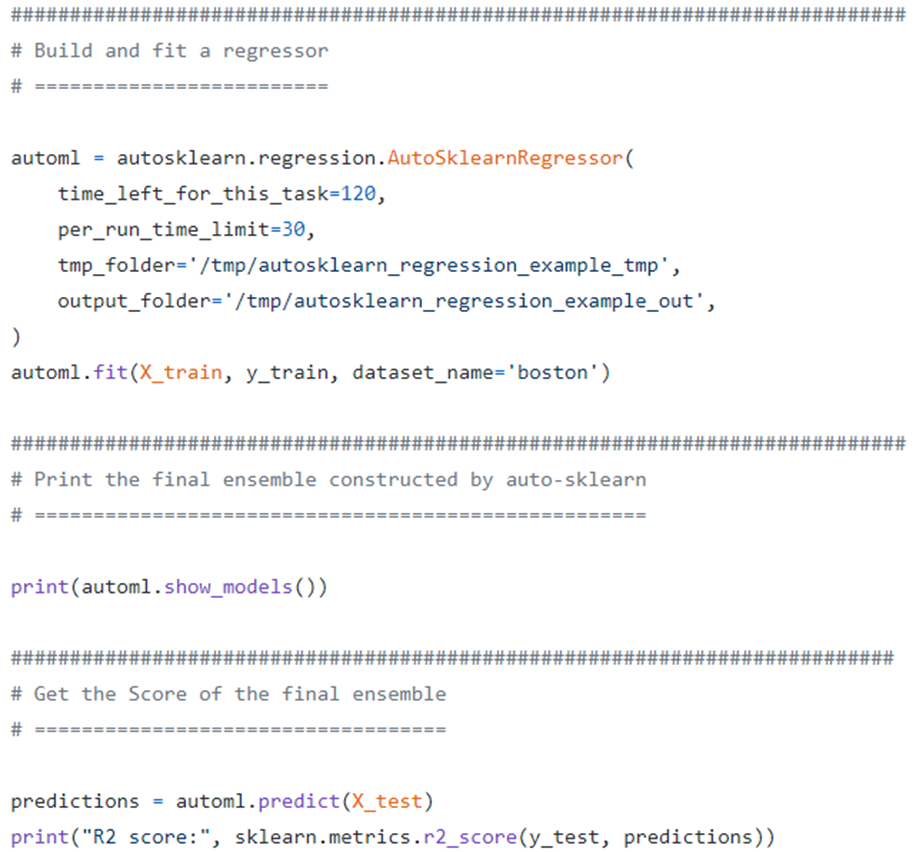 ############################################################################
# Build and fit a regressor
# =========================
automl = autosklearn.regression.AutoSklearnRegressor(
    time_left_for_this_task=120,
    per_run_time_limit=30,
    tmp_folder='/tmp/autosklearn_regression_example_tmp',
    output_folder='/tmp/autosklearn_regression_example_out',
)
automl.fit(X_train, y_train, dataset_name='boston')
############################################################################
# Print the final ensemble constructed by auto-sklearn
# ====================================================
print(automl.show_models())
###########################################################################
# Get the Score of the final ensemble
# ===================================
predictions = automl.predict(X_test)
print("R2 score:", sklearn.metrics.r2_score(y_test, predictions))